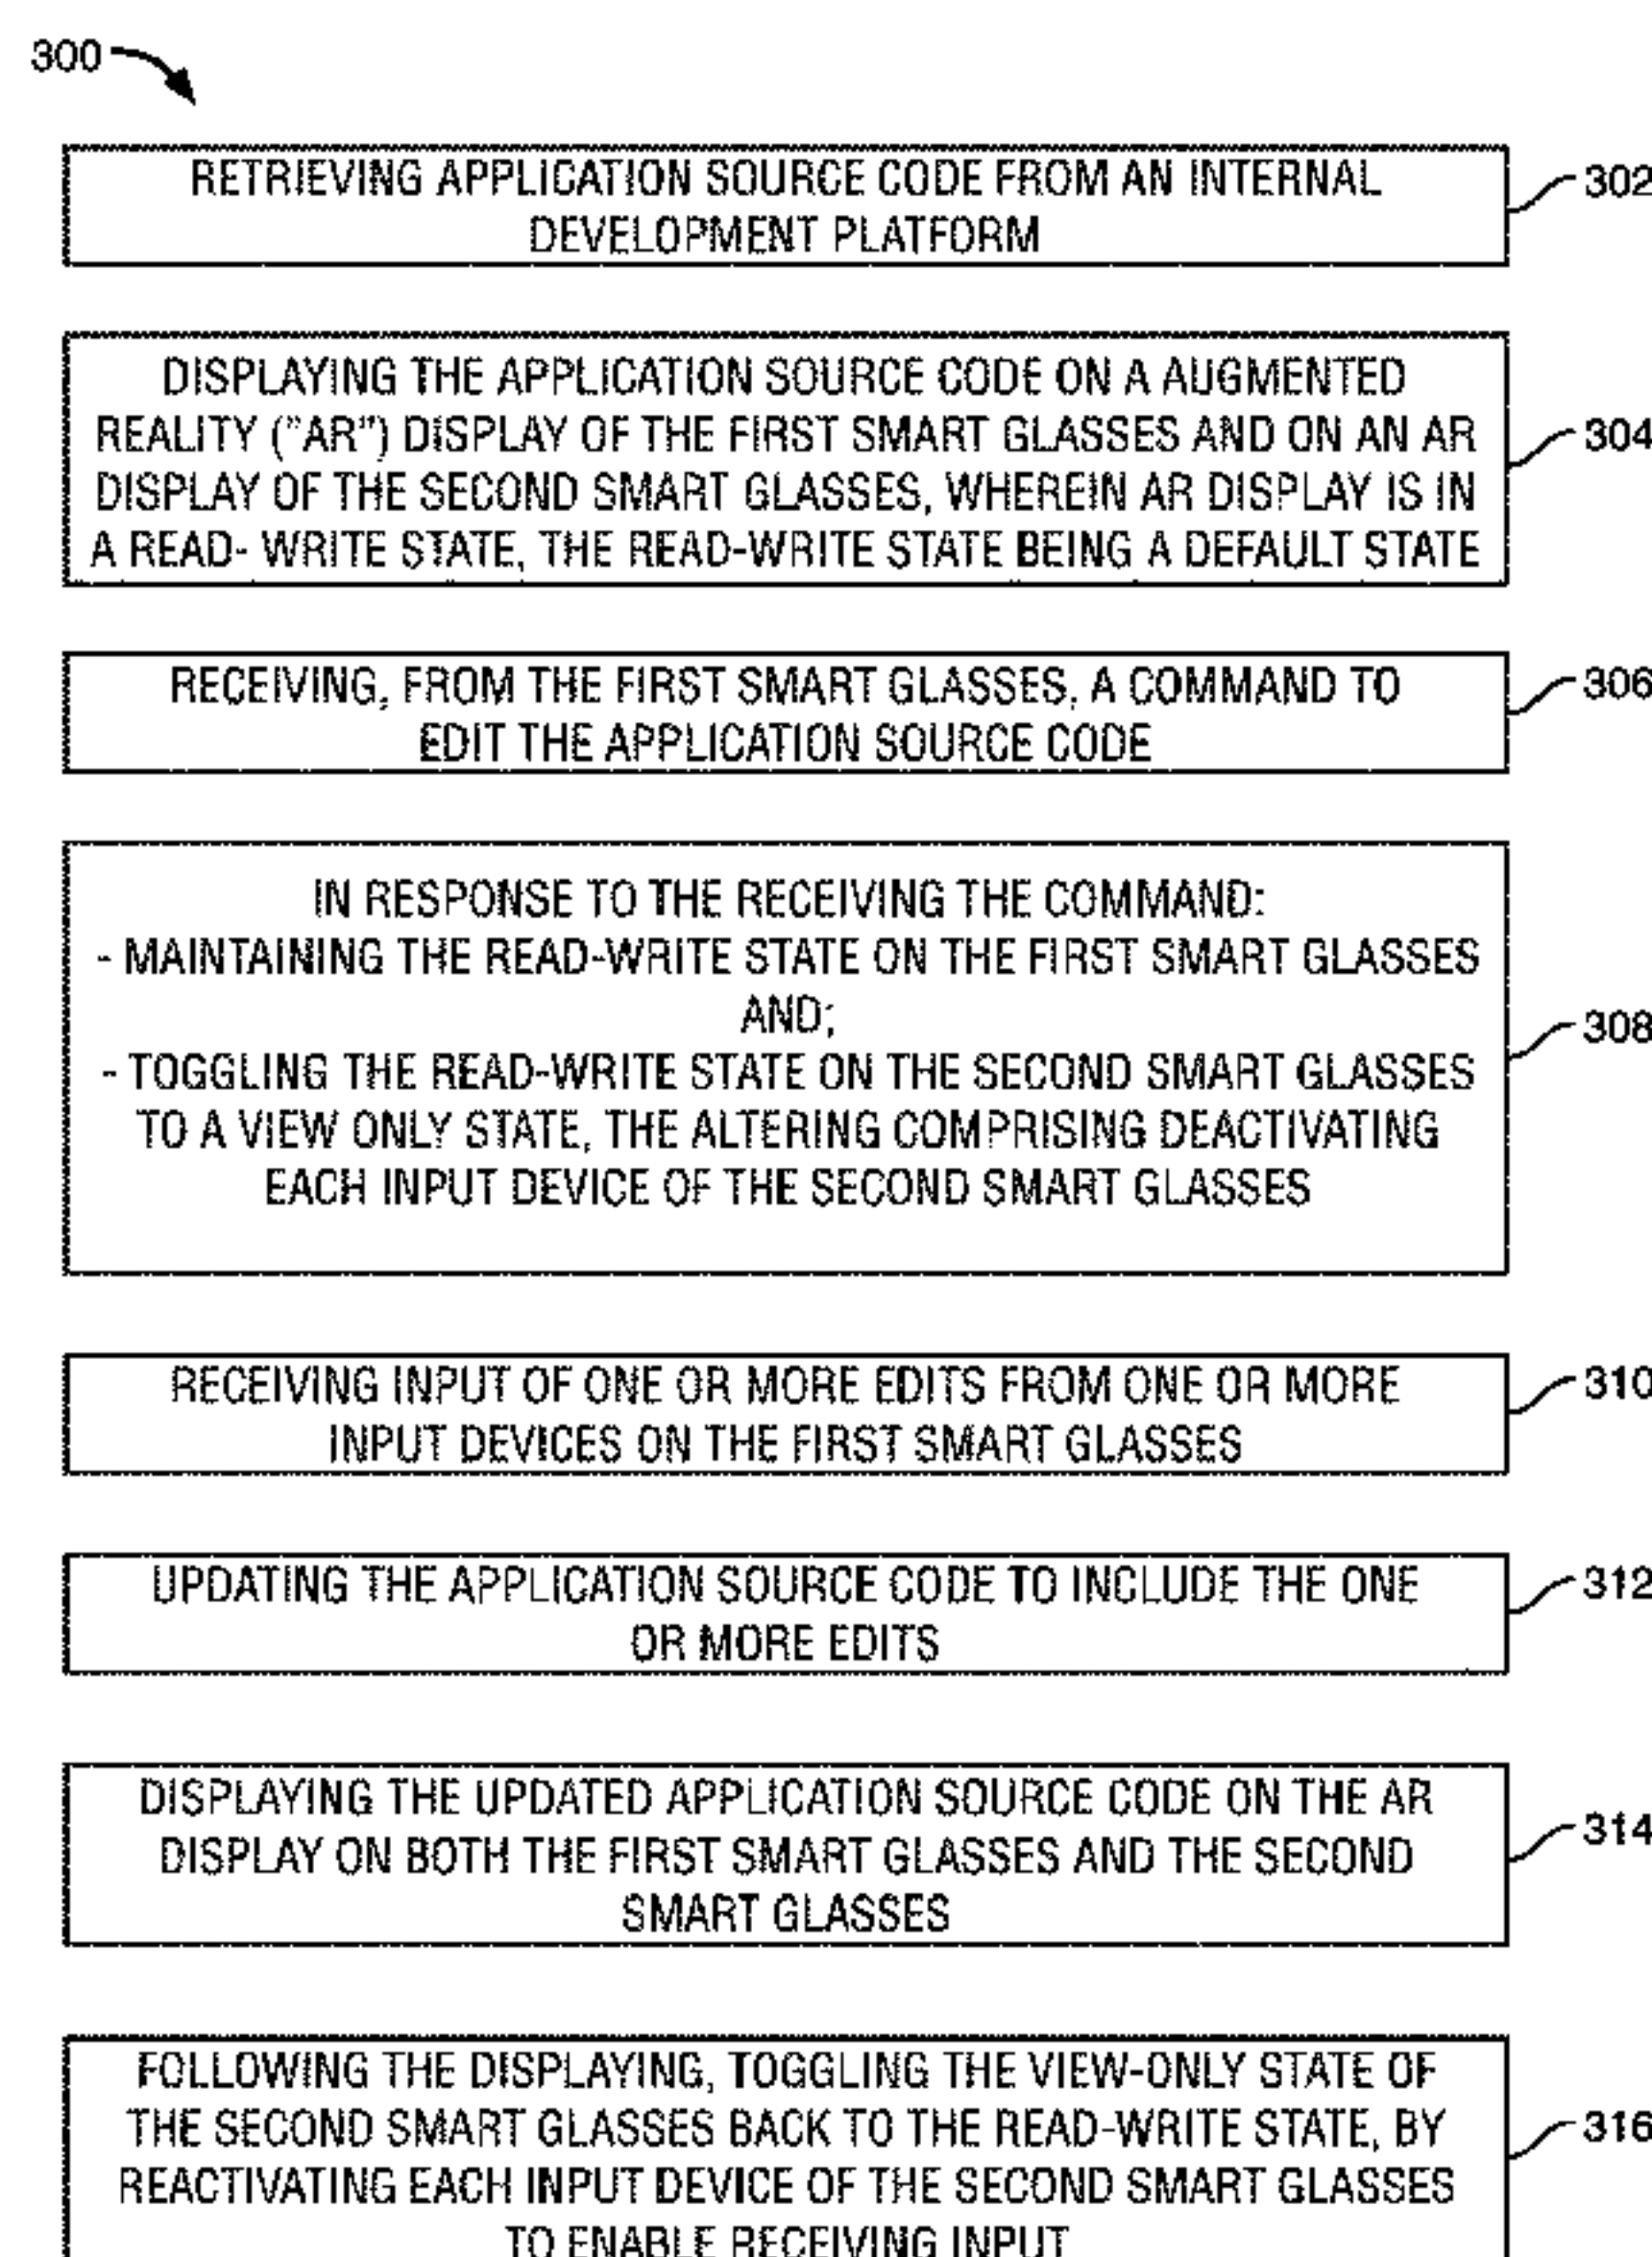 300
RETRIEVING APPLICATION SOURCE CODE FROM AN INTERNAL
DEVELOPMENT PLATFORM
302
DISPLAYING THE APPLICATION SOURCE CODE ON A AUGMENTED
REALITY ("AR") DISPLAY OF THE FIRST SMART GLASSES AND ON AN AR
DISPLAY OF THE SECOND SMART GLASSES, WHEREIN AR DISPLAY IS IN
A READ- WRITE STATE, THE READ-WRITE STATE BEING A DEFAULT STATE
304
RECEIVING, FROM THE FIRST SMART GLASSES, A COMMAND TO
EDIT THE APPLICATION SOURCE CODE
306
IN RESPONSE TO THE RECEIVING THE COMMAND:
- MAINTAINING THE READ-WRITE STATE ON THE FIRST SMART GLASSES
AND;
- TOGGLING THE READ-WRITE STATE ON THE SECOND SMART GLASSES
TO A VIEW ONLY STATE, THE ALTERING COMPRISING DEACTIVATING
EACH INPUT DEVICE OF THE SECOND SMART GLASSES
308
RECEIVING INPUT OF ONE OR MORE EDITS FROM ONE OR MORE
INPUT DEVICES ON THE FIRST SMART GLASSES
310
UPDATING THE APPLICATION SOURCE CODE TO INCLUDE THE ONE
OR MORE EDITS
312
DISPLAYING THE UPDATED APPLICATION SOURCE CODE ON THE AR
DISPLAY ON BOTH THE FIRST SMART GLASSES AND THE SECOND
SMART GLASSES
314
FOLLOWING THE DISPLAYING, TOGGLING THE VIEW-ONLY STATE OF
THE SECOND SMART GLASSES BACK TO THE READ-WRITE STATE, BY
REACTIVATING EACH INPUT DEVICE OF THE SECOND SMART GLASSES
TO ENABLE RECEIVING INPUT
316